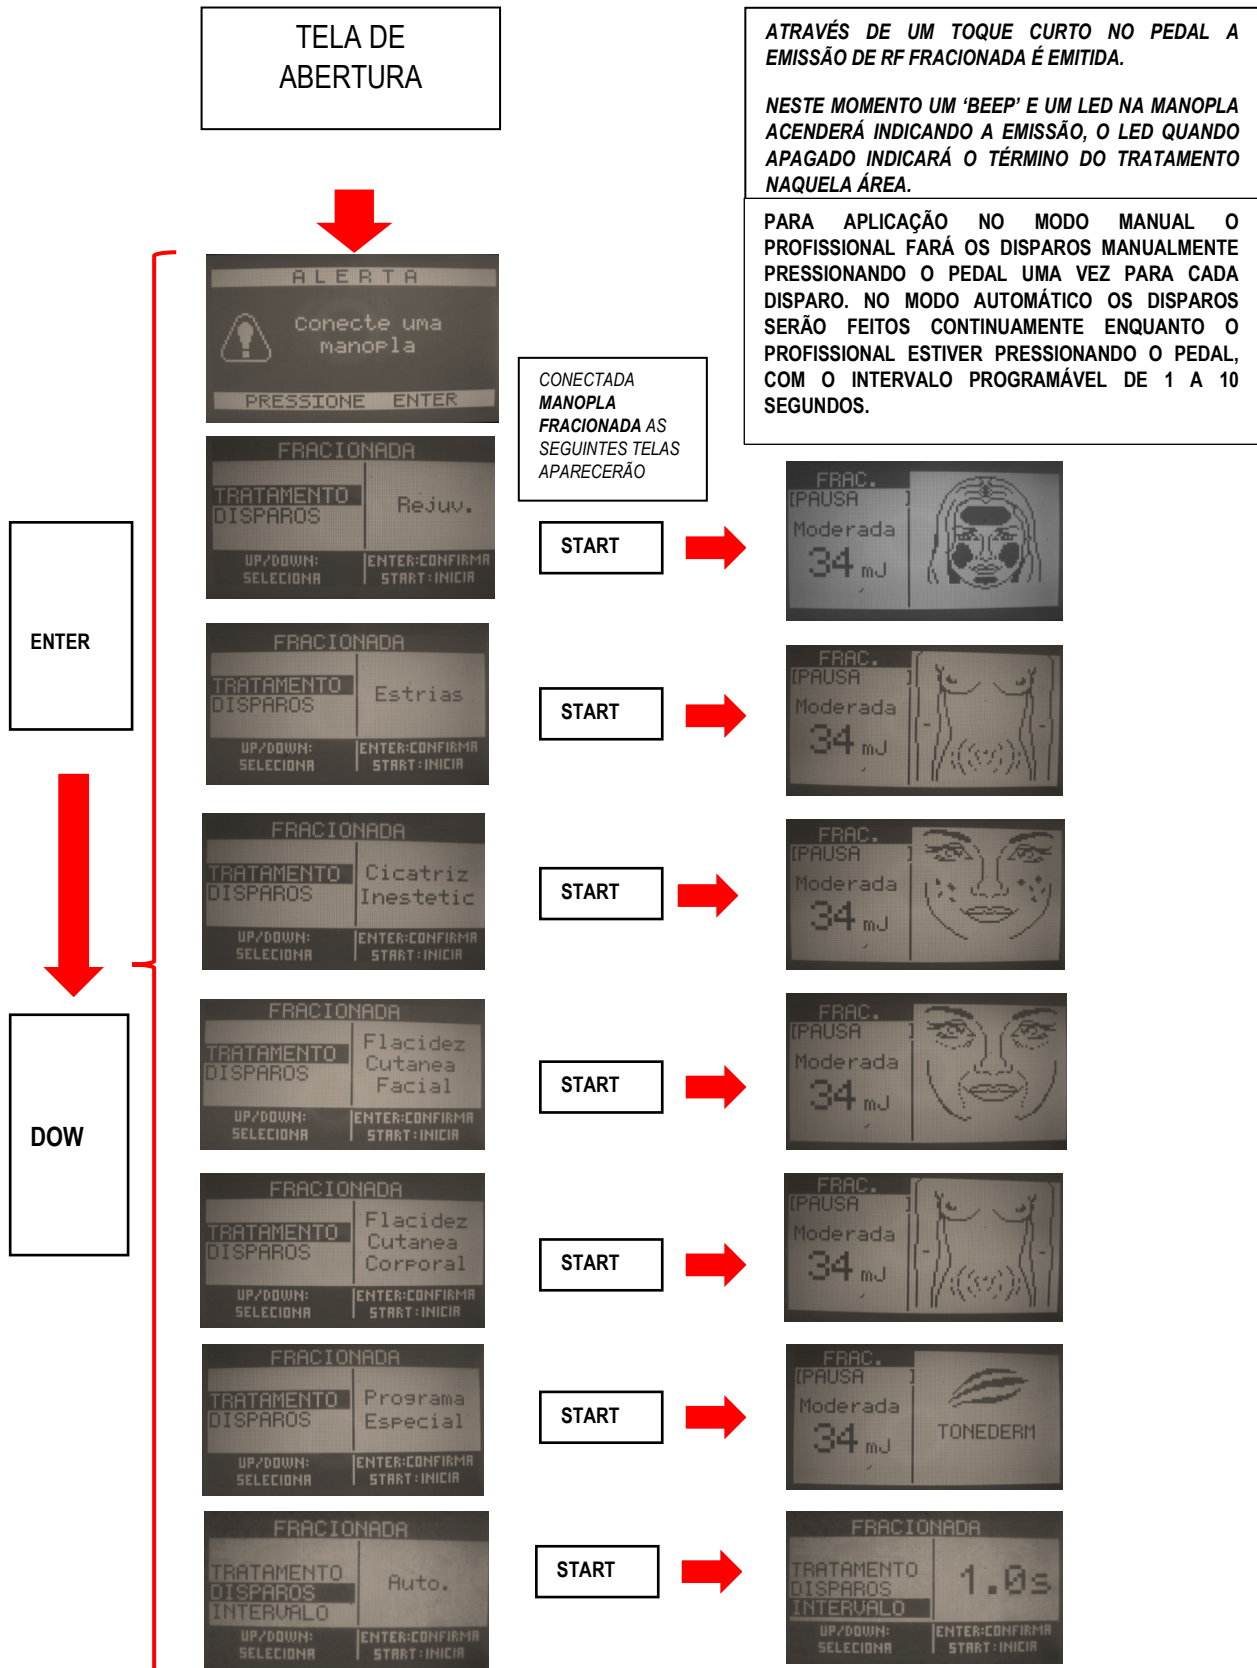 TELA DE
ABERTURA
ATRAVÉS DE UM TOQUE CURTO NO PEDAL A
EMISSÃO DE RF FRACIONADA É EMITIDA.
NESTE MOMENTO UM ‘BEEP’ E UM LED NA MANOPLA
ACENDERÁ INDICANDO A EMISSÃO, O LED QUANDO
APAGADO INDICARÁ O TÉRMINO DO TRATAMENTO
NAQUELA ÁREA.
PARA APLICAÇÃO NO MODO MANUAL O
PROFISSIONAL FARÁ OS DISPAROS MANUALMENTE
PRESSIONANDO O PEDAL UMA VEZ PARA CADA
DISPARO. NO MODO AUTOMÁTICO OS DISPAROS
SERÃO FEITOS CONTINUAMENTE ENQUANTO O
PROFISSIONAL ESTIVER PRESSIONANDO O PEDAL,
COM O INTERVALO PROGRAMÁVEL DE 1 A 10
SEGUNDOS.
ALERTA
Conecte uma
manopla
PRESSIONE ENTER
CONECTADA
MANOPLA
FRACIONADA AS
SEGUINTES TELAS
APARECERÃO
ENTER
DOW
FRACIONADA
TRATAMENTO
DISPAROS
Rejuv.
UP/DOWN:
SELECIONA
ENTER:CONFIRMA
START:INICIA
START
FRAC.
[PAUSA ]
Moderada
34 mJ
FRACIONADA
TRATAMENTO
DISPAROS
Estrias
UP/DOWN:
SELECIONA
ENTER:CONFIRMA
START:INICIA
START
FRAC.
[PAUSA ]
Moderada
34 mJ
FRACIONADA
TRATAMENTO
DISPAROS
Cicatriz
Inestetic
UP/DOWN:
SELECIONA
ENTER:CONFIRMA
START:INICIA
START
FRAC.
[PAUSA ]
Moderada
34 mJ
FRACIONADA
TRATAMENTO
DISPAROS
Flacidez
Cutanea
Facial
UP/DOWN:
SELECIONA
ENTER:CONFIRMA
START:INICIA
START
FRAC.
[PAUSA ]
Moderada
34 mJ
FRACIONADA
TRATAMENTO
DISPAROS
Flacidez
Cutanea
Corporal
UP/DOWN:
SELECIONA
ENTER:CONFIRMA
START:INICIA
START
FRAC.
[PAUSA ]
Moderada
34 mJ
FRACIONADA
TRATAMENTO
DISPAROS
Programa
Especial
UP/DOWN:
SELECIONA
ENTER:CONFIRMA
START:INICIA
START
FRAC.
[PAUSA ]
Moderada
34 mJ
TONEDERM
FRACIONADA
TRATAMENTO
DISPAROS
INTERVALO
Auto.
UP/DOWN:
SELECIONA
ENTER:CONFIRMA
START:INICIA
START
FRACIONADA
TRATAMENTO
DISPAROS
INTERVALO
1.0s
UP/DOWN:
SELECIONA
ENTER:CONFIRMA
START:INICIA